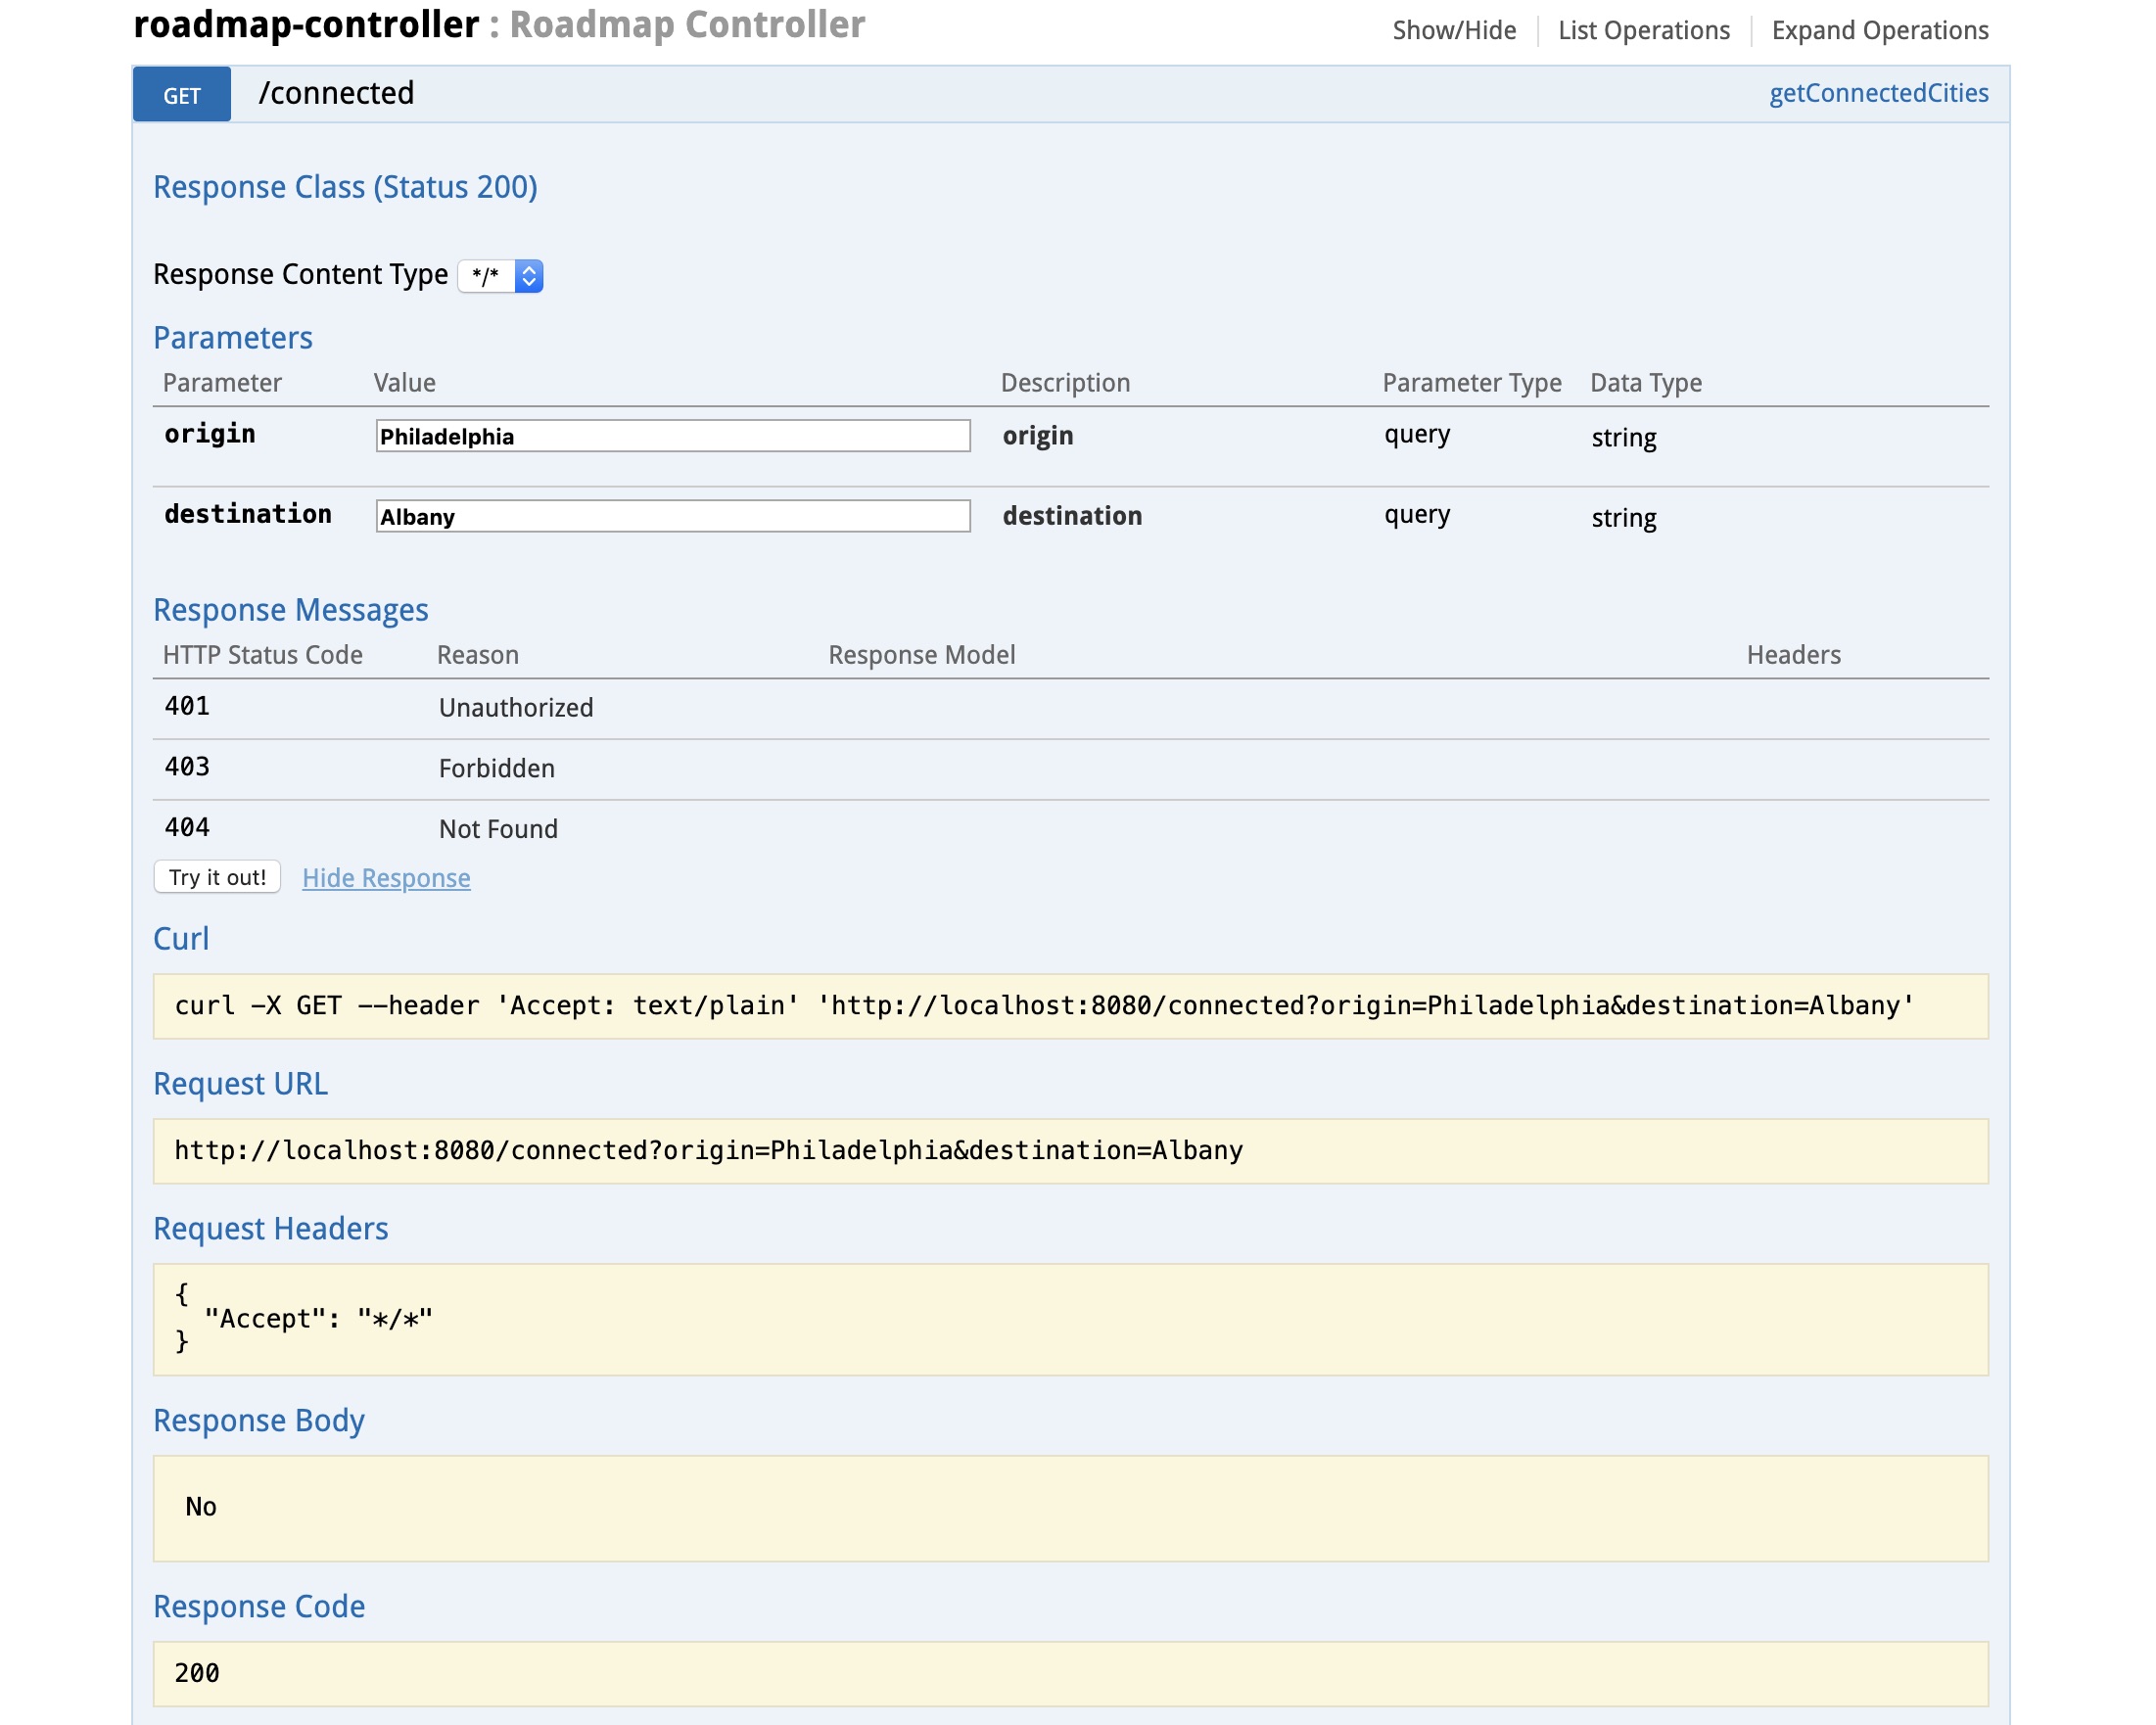 roadmap-controller : Roadmap Controller
Show/Hide List Operations Expand Operations
GET /connected getConnectedCities
Response Class (Status 200)
Response Content Type */*
Parameters
Parameter Value Description Parameter Type Data Type
origin Philadelphia origin query string
destination Albany destination query string
Response Messages
HTTP Status Code Reason Response Model Headers
401 Unauthorized
403 Forbidden
404 Not Found
Try it out! Hide Response
Curl
curl -X GET --header 'Accept: text/plain' 'http://localhost:8080/connected?origin=Philadelphia&destination=Albany'
Request URL
http://localhost:8080/connected?origin=Philadelphia&destination=Albany
Request Headers
{
"Accept": "*/*"
}
Response Body
No
Response Code
200